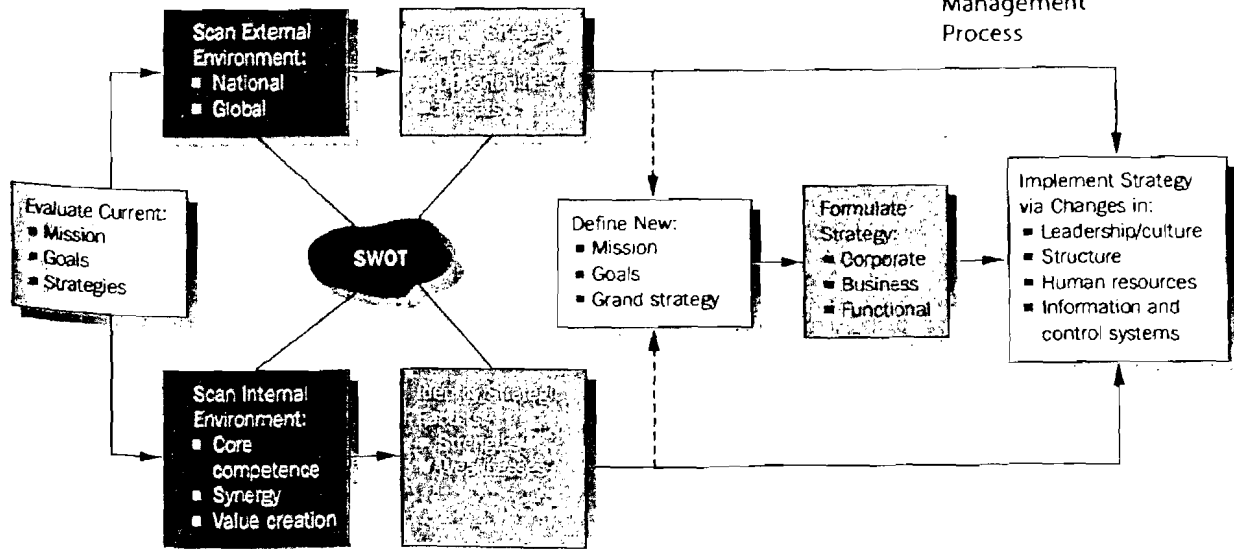 Management
Process
Scan External
Environment:
▪ National
▪ Global
Evaluate Current:
▪ Mission
▪ Goals
▪ Strategies
SWOT
Define New:
▪ Mission
▪ Goals
▪ Grand strategy
Formulate
Strategy:
▪ Corporate
▪ Business
▪ Functional
Implement Strategy
via Changes in:
▪ Leadership/culture
▪ Structure
▪ Human resources
▪ Information and
control systems
Scan Internal
Environment:
▪ Core
competence
▪ Synergy
▪ Value creation
Weaknesses